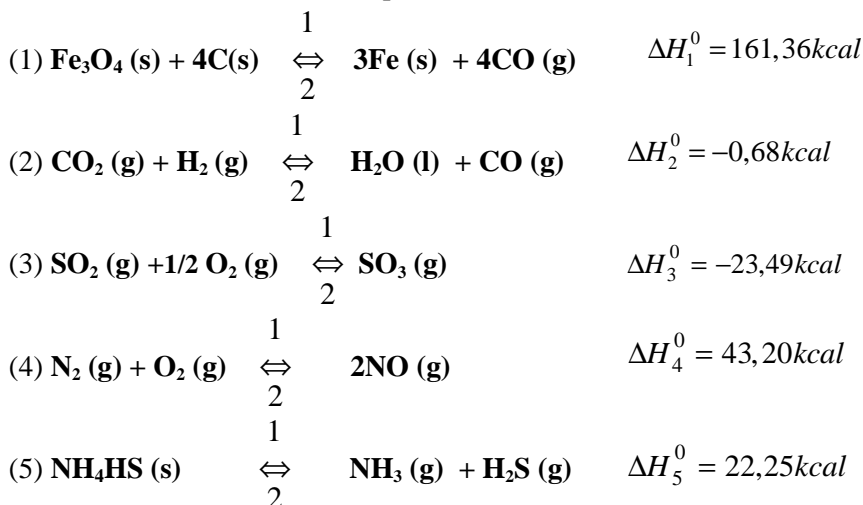 1
(1) Fe₃O₄ (s) + 4C(s) ⇔ 3Fe (s) + 4CO (g) ΔH₁⁰ = 161,36kcal
2
1
(2) CO₂ (g) + H₂ (g) ⇔ H₂O (l) + CO (g) ΔH₂⁰ = −0,68kcal
2
1
(3) SO₂ (g) +1/2 O₂ (g) ⇔ SO₃ (g) ΔH₃⁰ = −23,49kcal
2
1
(4) N₂ (g) + O₂ (g) ⇔ 2NO (g) ΔH₄⁰ = 43,20kcal
2
1
(5) NH₄HS (s) ⇔ NH₃ (g) + H₂S (g) ΔH₅⁰ = 22,25kcal
2